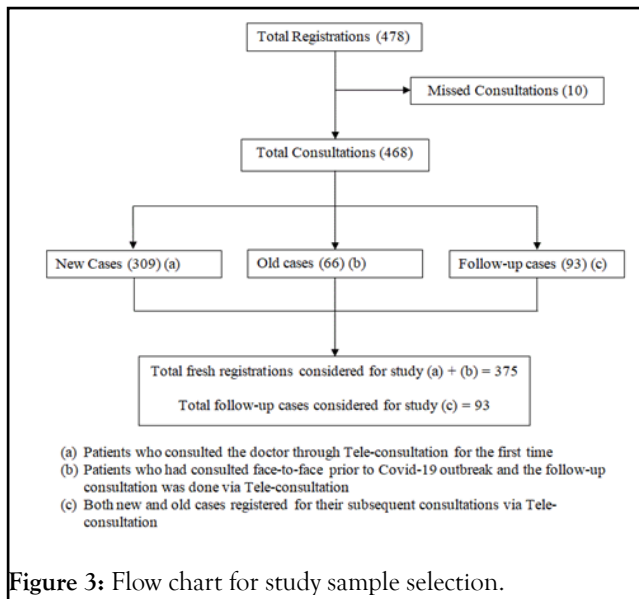 Total Registrations (478)
Missed Consultations (10)
Total Consultations (468)
New Cases (309) (a)
Old cases (66) (b)
Follow-up cases (93) (c)
Total fresh registrations considered for study (a) + (b) = 375
Total follow-up cases considered for study (c) = 93
(a) Patients who consulted the doctor through Tele-consultation for the first time
(b) Patients who had consulted face-to-face prior to Covid-19 outbreak and the follow-up
consultation was done via Tele-consultation
(c) Both new and old cases registered for their subsequent consultations via Tele-
consultation
Figure 3: Flow chart for study sample selection.